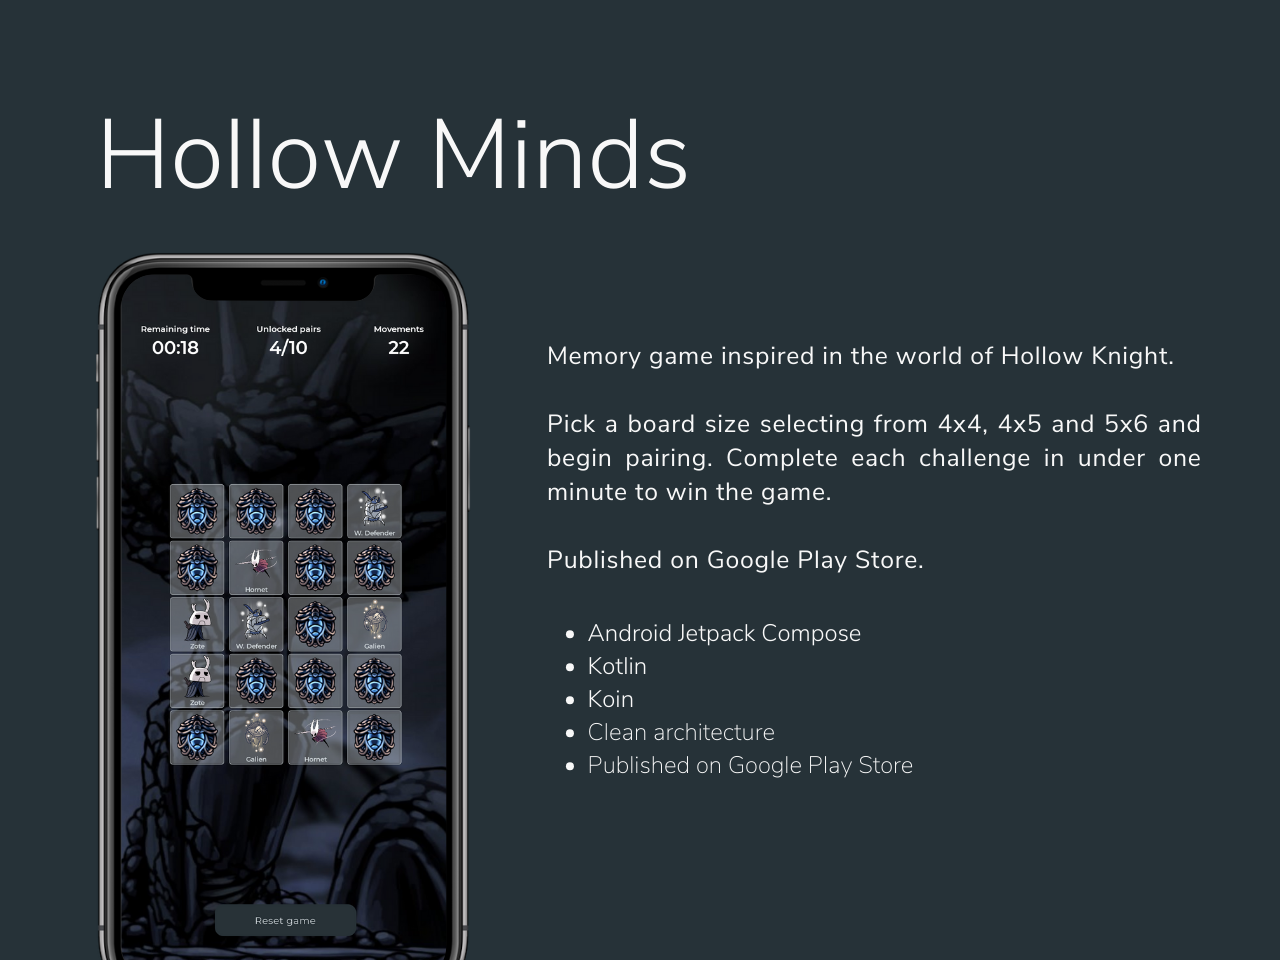 Hollow Minds
Remaining time
Unlocked pairs
Movements
00:18
4/10
22
W. Defender
Hornet
Zote
W. Defender
Galien
Zote
Galien
Hornet
Reset game
Memory game inspired in the world of Hollow Knight.
Pick a board size selecting from 4x4, 4x5 and 5x6 and
begin pairing. Complete each challenge in under one
minute to win the game.
Published on Google Play Store.
• Android Jetpack Compose
• Kotlin
• Koin
• Clean architecture
• Published on Google Play Store